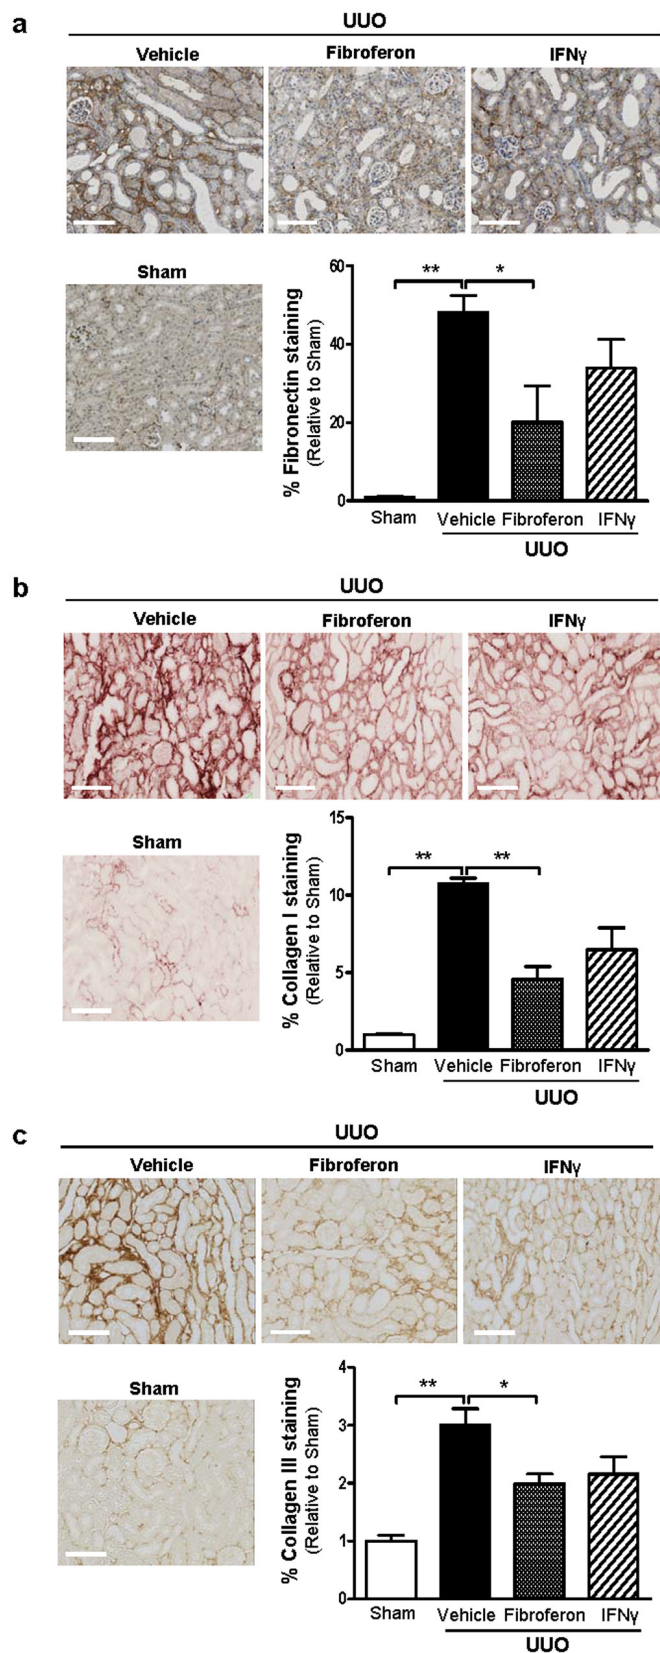 a
UUO
Vehicle Fibroferon IFNγ
Sham
% Fibronectin staining
(Relative to Sham)
60
40
20
0
** *
Sham Vehicle Fibroferon IFNγ
UUO
b
UUO
Vehicle Fibroferon IFNγ
Sham
% Collagen I staining
(Relative to Sham)
15
10
5
0
** **
Sham Vehicle Fibroferon IFNγ
UUO
c
UUO
Vehicle Fibroferon IFNγ
Sham
% Collagen III staining
(Relative to Sham)
4
3
2
1
0
** *
Sham Vehicle Fibroferon IFNγ
UUO